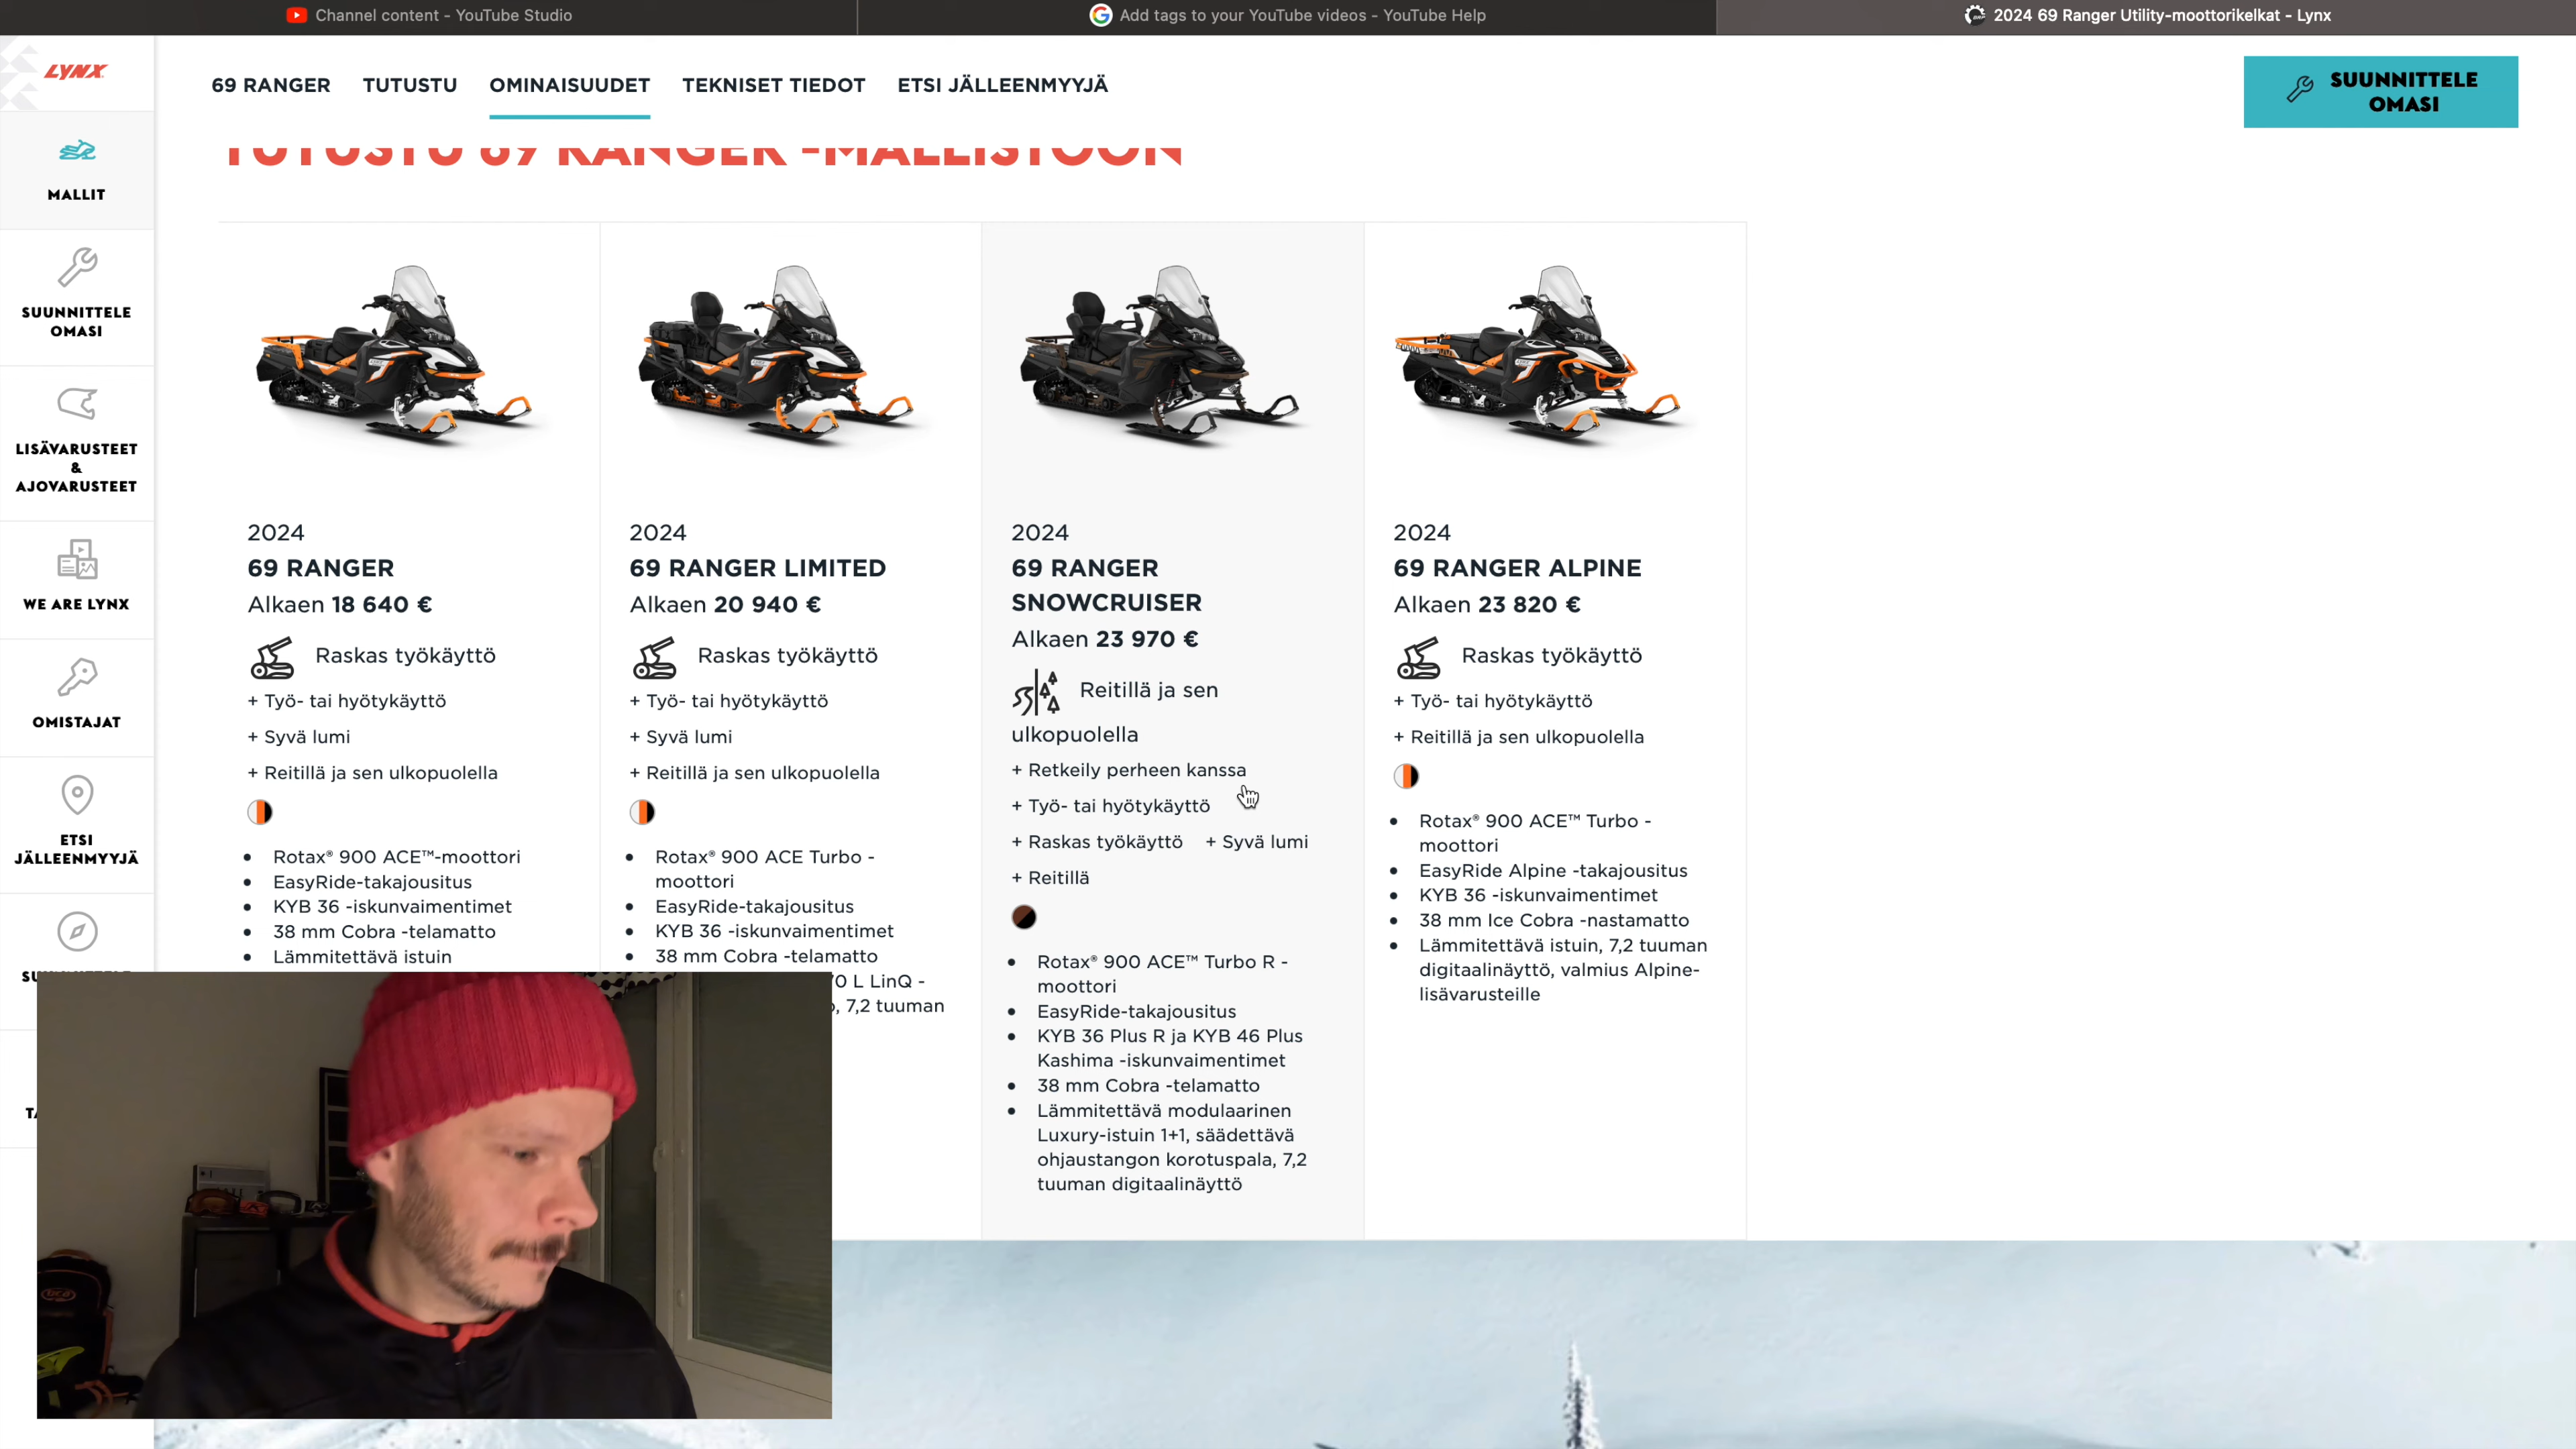 Channel content - YouTube Studio
Add tags to your YouTube videos - YouTube Help
2024 69 Ranger Utility-moottorikelkat - Lynx
LYNX
69 RANGER
TUTUSTU
OMINAISUUDET
TEKNISET TIEDOT
ETSI JÄLLEENMYYJÄ
SUUNNITTELE
OMASI
TUTUSTU 69 RANGER -MALLISTOON
MALLIT
SUUNNITTELE
OMASI
LISÄVARUSTEET
&
AJOVARUSTEET
WE ARE LYNX
OMISTAJAT
ETSI
JÄLLEENMYYJÄ
2024
69 RANGER
Alkaen 18 640 €
Raskas työkäyttö
+ Työ- tai hyötykäyttö
+ Syvä lumi
+ Reitillä ja sen ulkopuolella
• Rotax® 900 ACE™-moottori
• EasyRide-takajousitus
• KYB 36 -iskunvaimentimet
• 38 mm Cobra -telamatto
• Lämmitettävä istuin
2024
69 RANGER LIMITED
Alkaen 20 940 €
Raskas työkäyttö
+ Työ- tai hyötykäyttö
+ Syvä lumi
+ Reitillä ja sen ulkopuolella
• Rotax® 900 ACE Turbo -
moottori
• EasyRide-takajousitus
• KYB 36 -iskunvaimentimet
• 38 mm Cobra -telamatto
L LinQ -
7,2 tuuman
2024
69 RANGER
SNOWCRUISER
Alkaen 23 970 €
Reitillä ja sen
ulkopuolella
+ Retkeily perheen kanssa
+ Työ- tai hyötykäyttö
+ Raskas työkäyttö + Syvä lumi
+ Reitillä
• Rotax® 900 ACE™ Turbo R -
moottori
• EasyRide-takajousitus
• KYB 36 Plus R ja KYB 46 Plus
Kashima -iskunvaimentimet
• 38 mm Cobra -telamatto
• Lämmitettävä modulaarinen
Luxury-istuin 1+1, säädettävä
ohjaustangon korotuspala, 7,2
tuuman digitaalinäyttö
2024
69 RANGER ALPINE
Alkaen 23 820 €
Raskas työkäyttö
+ Työ- tai hyötykäyttö
+ Reitillä ja sen ulkopuolella
• Rotax® 900 ACE™ Turbo -
moottori
• EasyRide Alpine -takajousitus
• KYB 36 -iskunvaimentimet
• 38 mm Ice Cobra -nastamatto
• Lämmitettävä istuin, 7,2 tuuman
digitaalinäyttö, valmius Alpine-
lisävarusteille